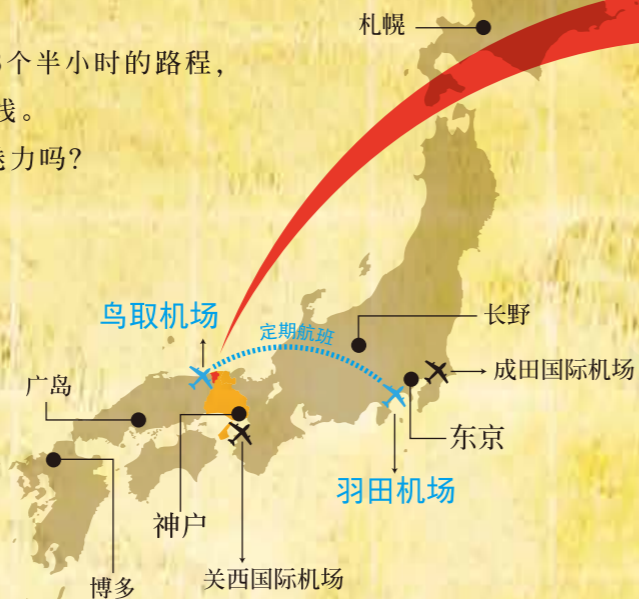 札幌
个半小时的路程，
线。
力吗？
鸟取机场
定期航班
长野
成田国际机场
广岛
东京
羽田机场
神户
关西国际机场
博多